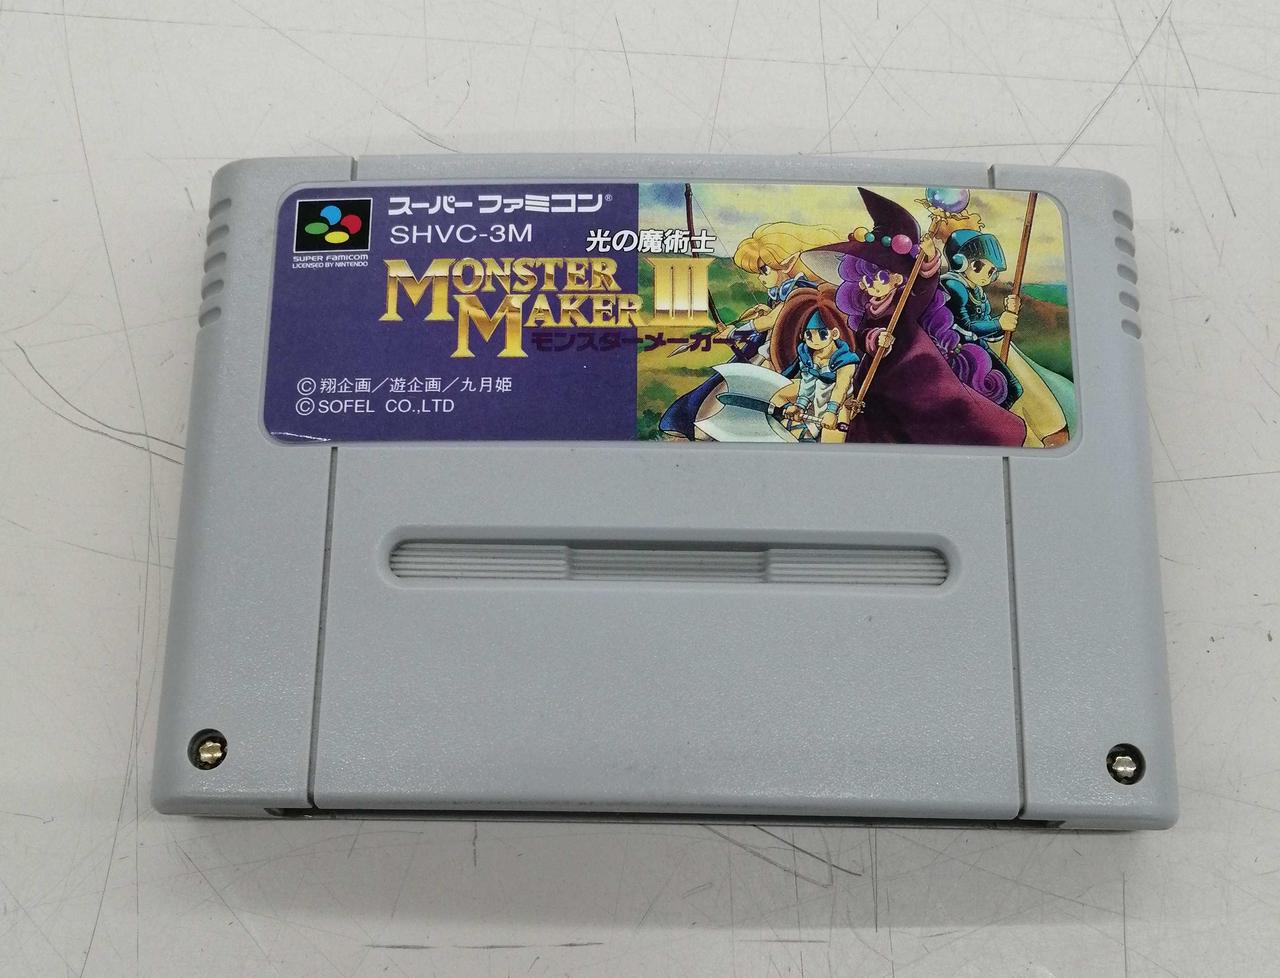 スーパーファミコン®
SHVC-3M
SUPER FAMICOM
LICENSED BY NINTENDO
光の魔術士
MONSTER
MAKER III
モンスターメーカー3
©翔企画/遊企画/九月姫
©SOFEL CO.,LTD